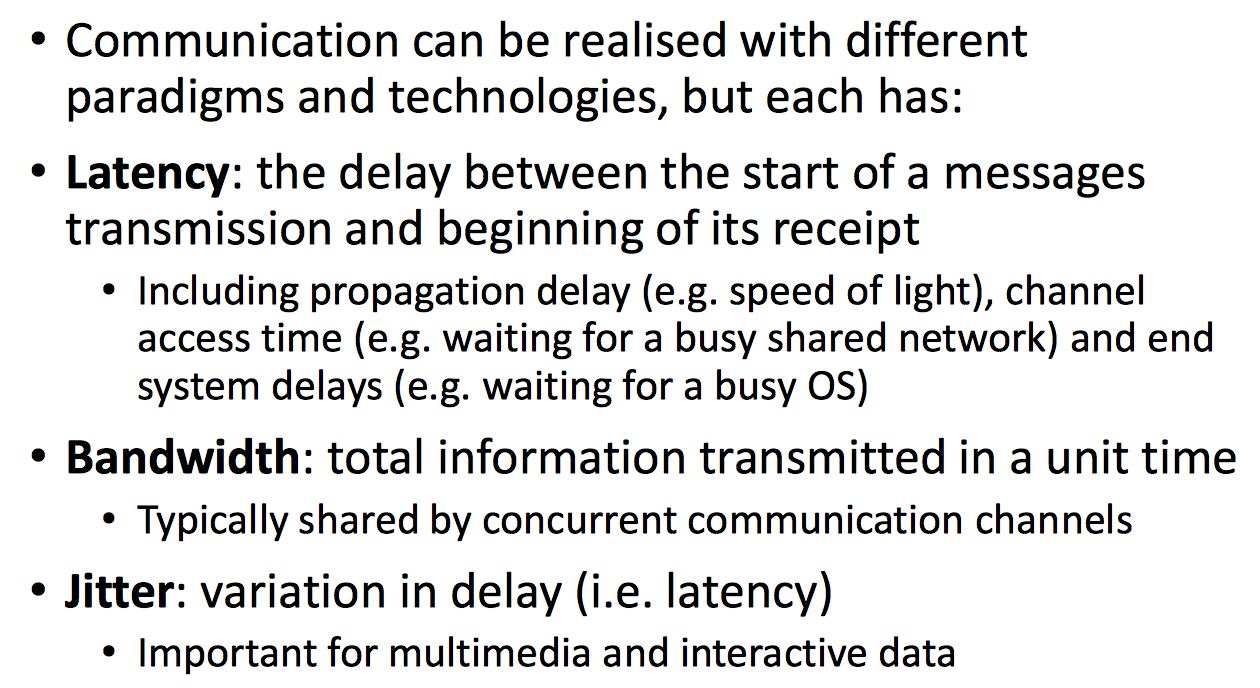 • Communication can be realised with different
paradigms and technologies, but each has:
• Latency: the delay between the start of a messages
transmission and beginning of its receipt
• Including propagation delay (e.g. speed of light), channel
access time (e.g. waiting for a busy shared network) and end
system delays (e.g. waiting for a busy OS)
• Bandwidth: total information transmitted in a unit time
• Typically shared by concurrent communication channels
• Jitter: variation in delay (i.e. latency)
• Important for multimedia and interactive data